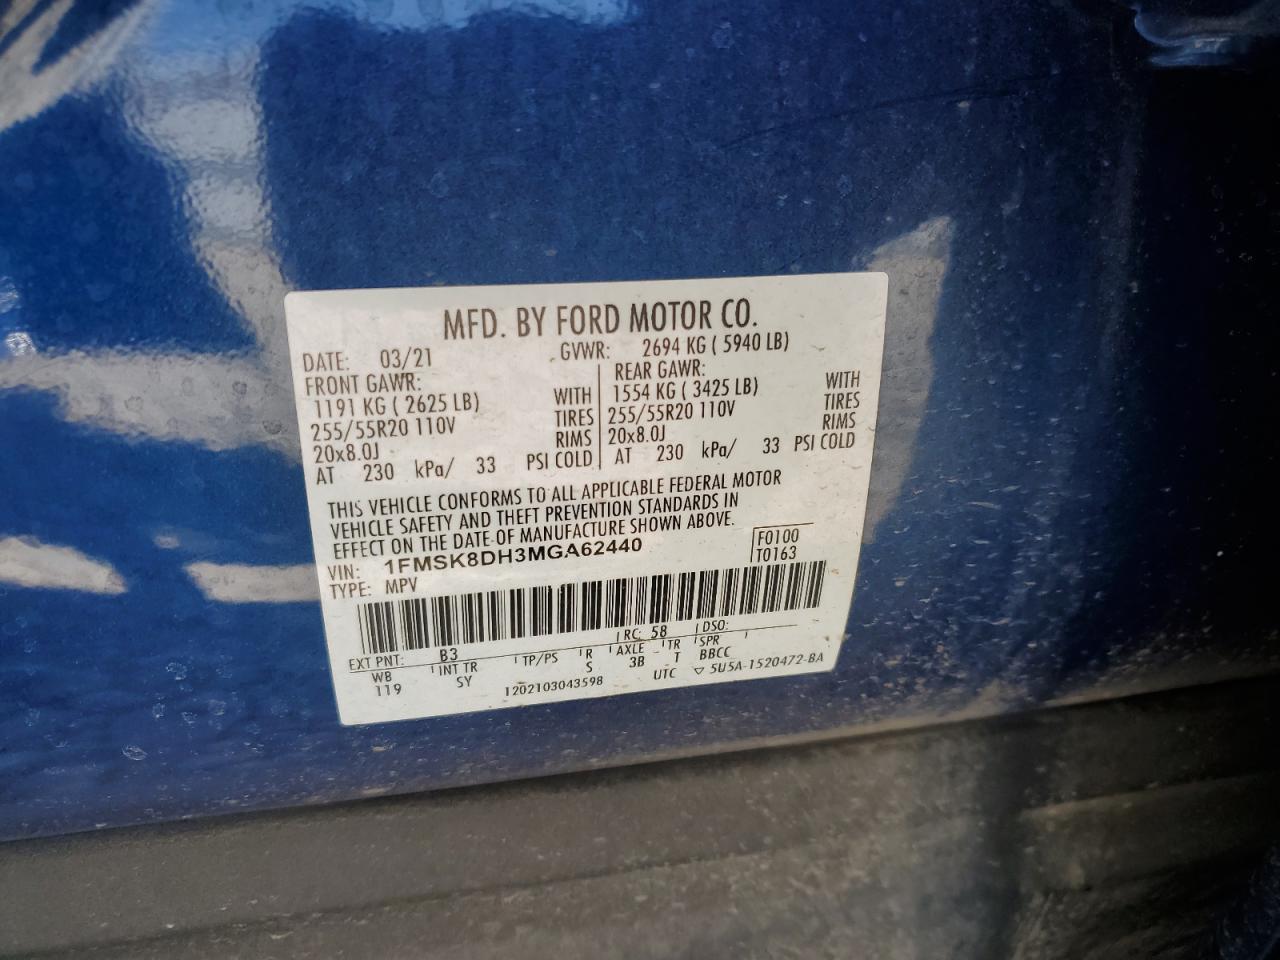 MFD. BY FORD MOTOR CO.
DATE: 03/21 GVWR: 2694 KG ( 5940 LB)
FRONT GAWR: REAR GAWR:
1191 KG ( 2625 LB) WITH 1554 KG ( 3425 LB) WITH
255/55R20 110V TIRES 255/55R20 110V TIRES
20x8.0J RIMS 20x8.0J RIMS
AT 230 kPa/ 33 PSI COLD AT 230 kPa/ 33 PSI COLD
THIS VEHICLE CONFORMS TO ALL APPLICABLE FEDERAL MOTOR
VEHICLE SAFETY AND THEFT PREVENTION STANDARDS IN
EFFECT ON THE DATE OF MANUFACTURE SHOWN ABOVE.
VIN: 1FMSK8DH3MGA62440 F0100
TYPE: MPV T0163
EXT PNT: B3 RC: 58 DSO:
WB INT TR TP/PS R AXLE TR SPR
119 SY S 3B T BBCC
1202103043598 UTC ▽ 5U5A-1520472-BA